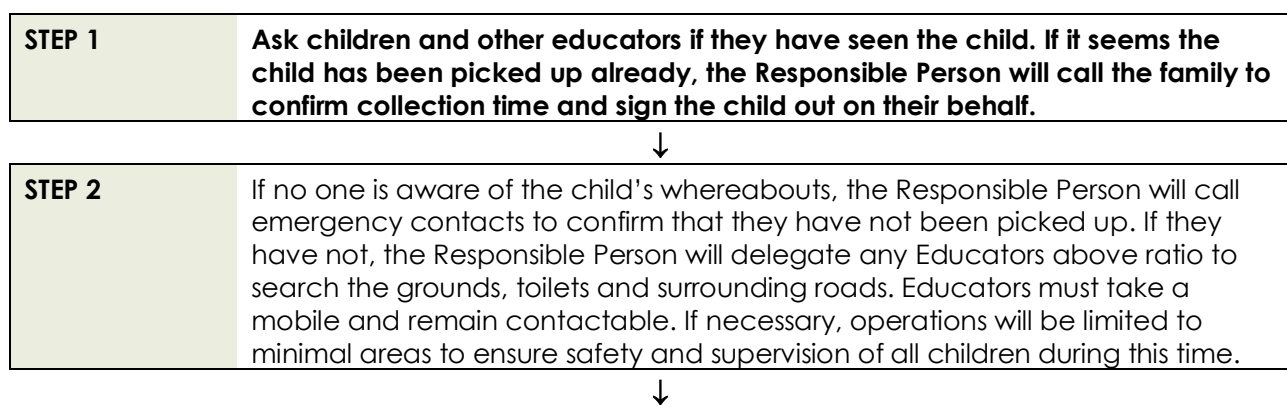 STEP 1 Ask children and other educators if they have seen the child. If it seems the
child has been picked up already, the Responsible Person will call the family to
confirm collection time and sign the child out on their behalf.
↓
STEP 2 If no one is aware of the child’s whereabouts, the Responsible Person will call
emergency contacts to confirm that they have not been picked up. If they
have not, the Responsible Person will delegate any Educators above ratio to
search the grounds, toilets and surrounding roads. Educators must take a
mobile and remain contactable. If necessary, operations will be limited to
minimal areas to ensure safety and supervision of all children during this time.
↓